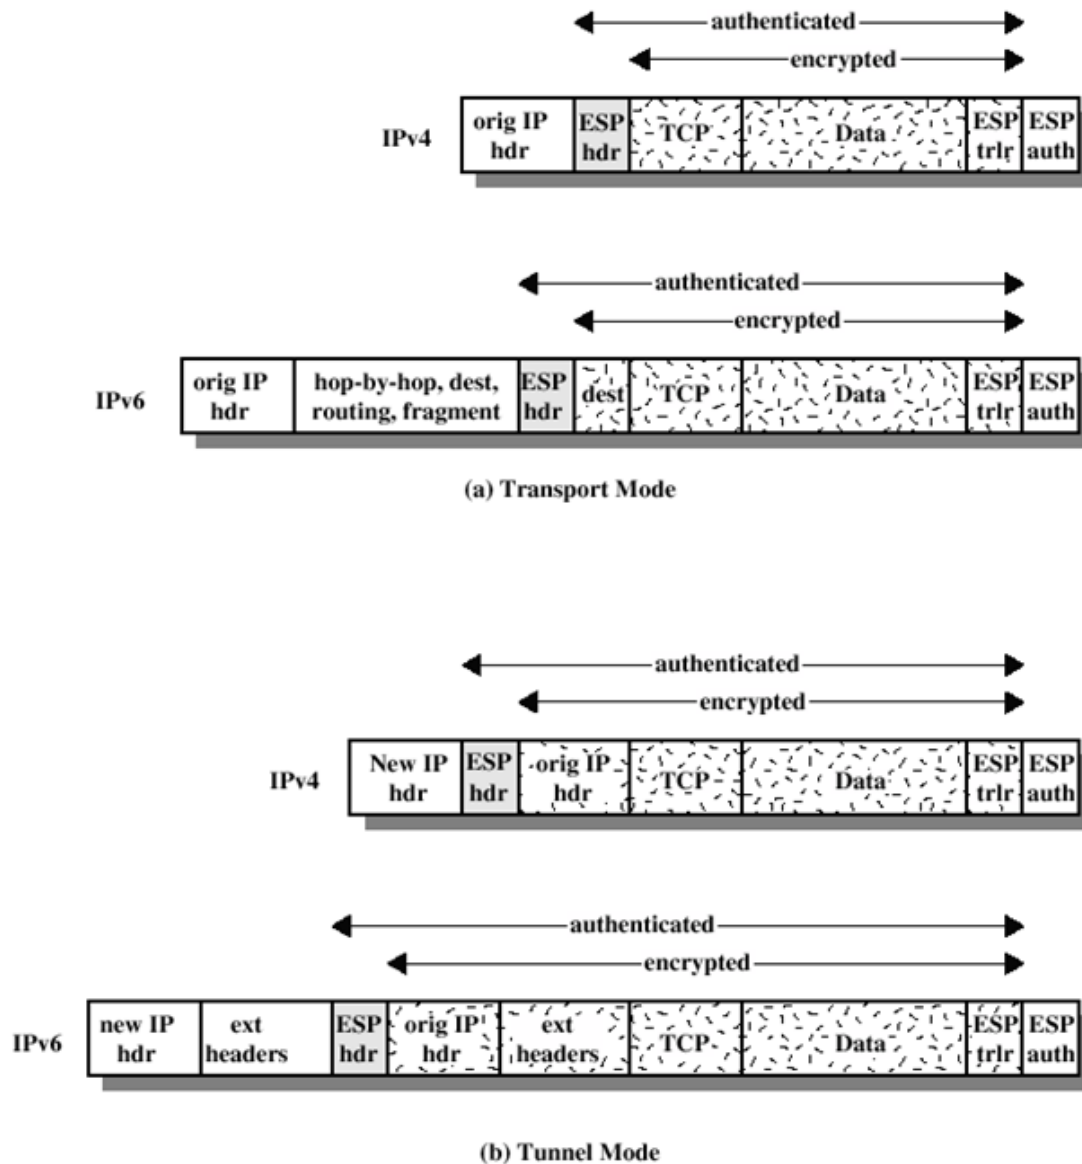 authenticated
encrypted
IPv4
orig IP hdr
ESP hdr
TCP
Data
ESP trlr
ESP auth
authenticated
encrypted
IPv6
orig IP hdr
hop-by-hop, dest, routing, fragment
ESP hdr
dest
TCP
Data
ESP trlr
ESP auth
(a) Transport Mode
authenticated
encrypted
IPv4
New IP hdr
ESP hdr
orig IP hdr
TCP
Data
ESP trlr
ESP auth
authenticated
encrypted
IPv6
new IP hdr
ext headers
ESP hdr
orig IP hdr
ext headers
TCP
Data
ESP trlr
ESP auth
(b) Tunnel Mode